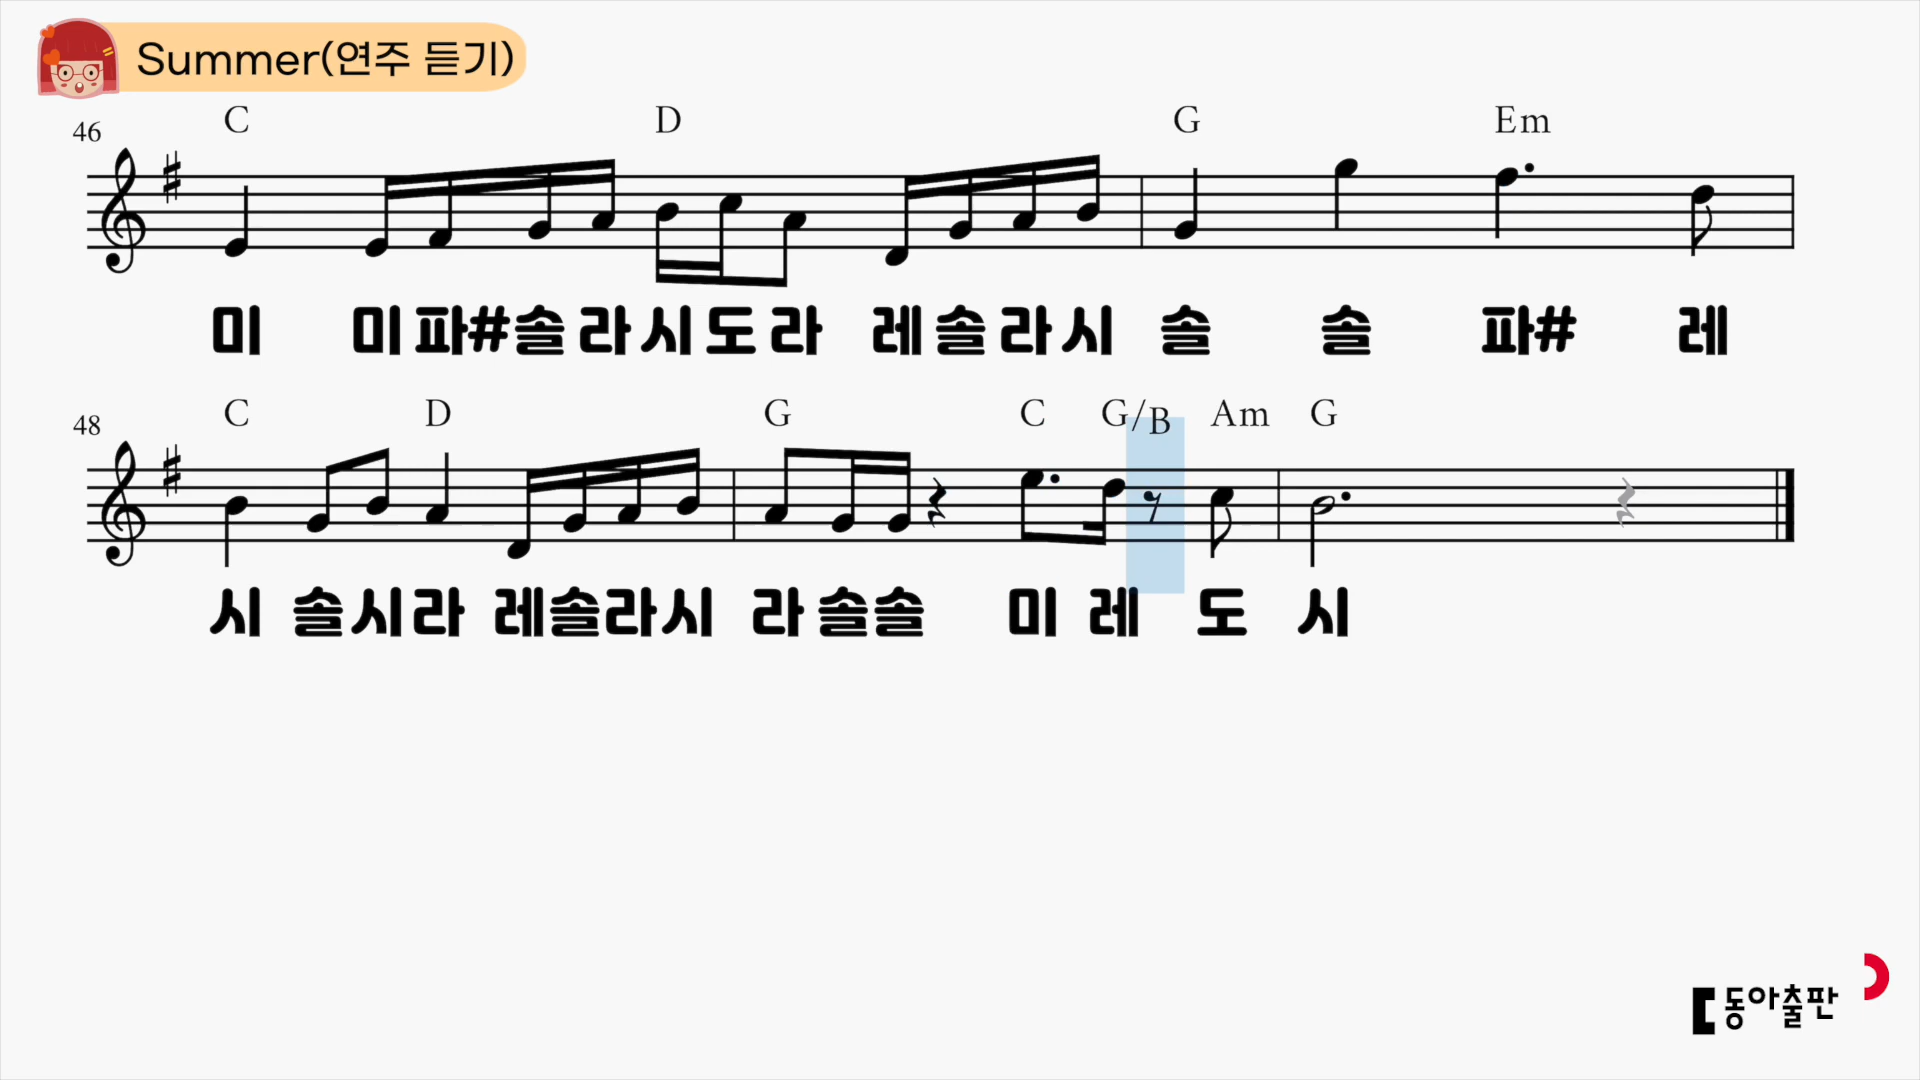 Summer(연주 듣기)
C D G Em
46
미 미 파# 솔 라 시 도 라 레 솔 라 시 솔 솔 파# 레
C D G C G/B Am G
48
시 솔 시 라 레 솔 라 시 라 솔 솔 미 레 도 시
동아출판